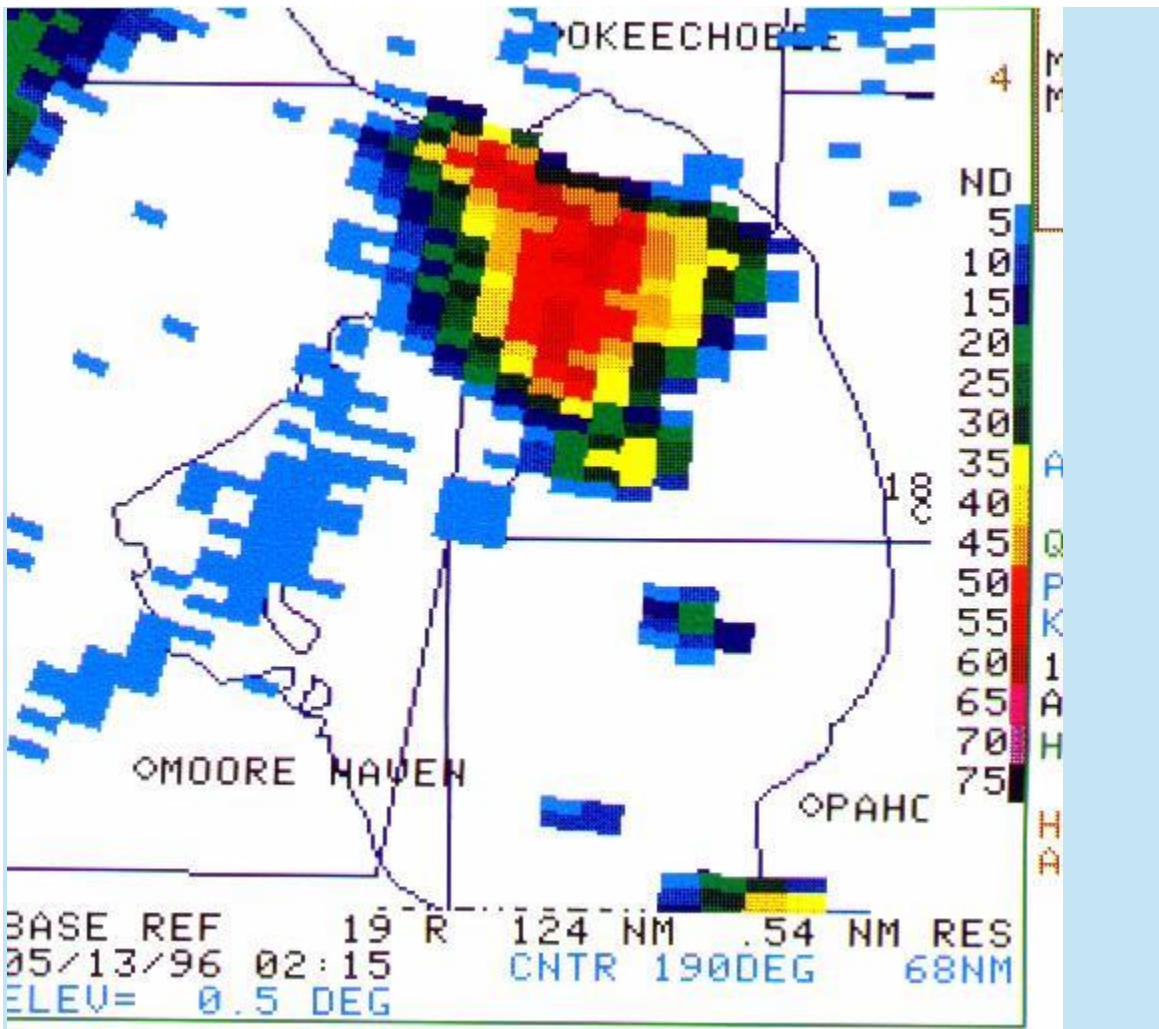 OKEECHOBEE
4
M
M
ND
5
10
15
20
25
30
35
40
45
50
55
60
65
70
75
18
C
A
Q
P
K
1
A
H
H
A
MOORE HAVEN
PAHC
BASE REF 19 R 124 NM .54 NM RES
05/13/96 02:15 CNTR 190DEG 68NM
ELEV= 0.5 DEG